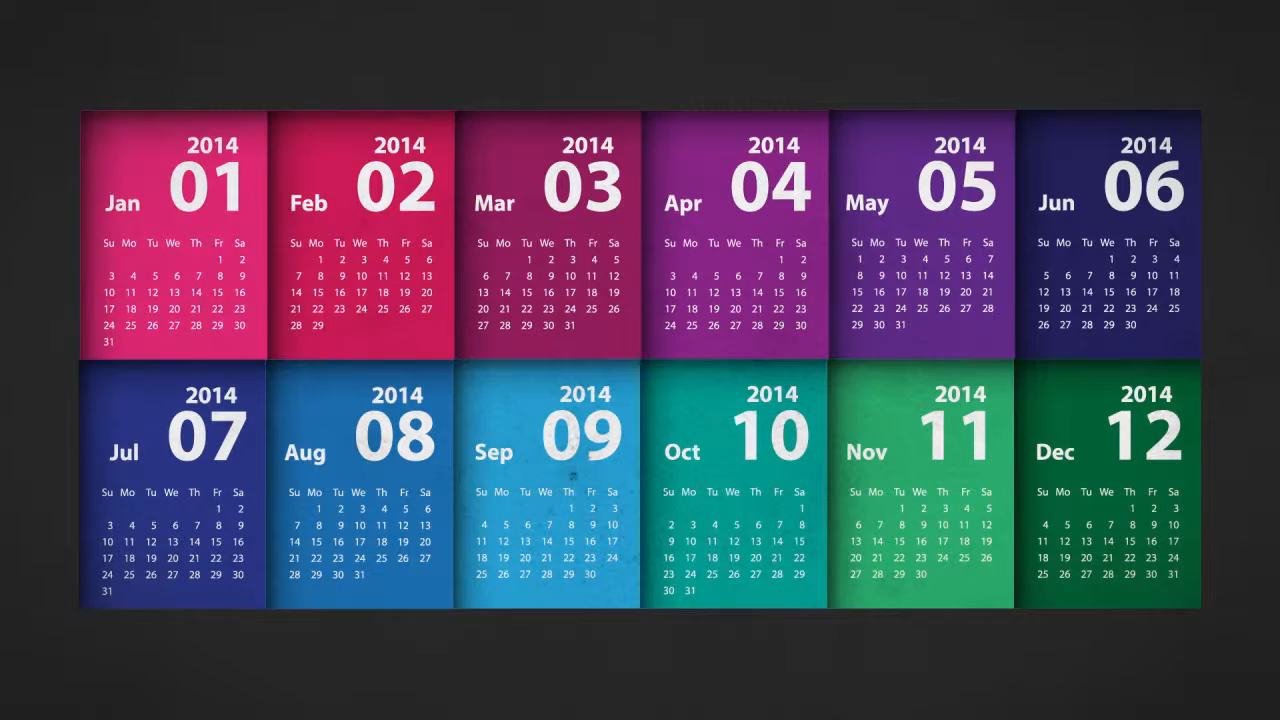 2014
Jan 01
Su Mo Tu We Th Fr Sa
1 2
3 4 5 6 7 8 9
10 11 12 13 14 15 16
17 18 19 20 21 22 23
24 25 26 27 28 29 30
31
2014
Feb 02
Su Mo Tu We Th Fr Sa
1 2 3 4 5 6
7 8 9 10 11 12 13
14 15 16 17 18 19 20
21 22 23 24 25 26 27
28 29
2014
Mar 03
Su Mo Tu We Th Fr Sa
1 2 3 4 5
6 7 8 9 10 11 12
13 14 15 16 17 18 19
20 21 22 23 24 25 26
27 28 29 30 31
2014
Apr 04
Su Mo Tu We Th Fr Sa
1 2
3 4 5 6 7 8 9
10 11 12 13 14 15 16
17 18 19 20 21 22 23
24 25 26 27 28 29 30
2014
May 05
Su Mo Tu We Th Fr Sa
1 2 3 4 5 6 7
8 9 10 11 12 13 14
15 16 17 18 19 20 21
22 23 24 25 26 27 28
29 30 31
2014
Jun 06
Su Mo Tu We Th Fr Sa
1 2 3 4
5 6 7 8 9 10 11
12 13 14 15 16 17 18
19 20 21 22 23 24 25
26 27 28 29 30
2014
Jul 07
Su Mo Tu We Th Fr Sa
1 2
3 4 5 6 7 8 9
10 11 12 13 14 15 16
17 18 19 20 21 22 23
24 25 26 27 28 29 30
31
2014
Aug 08
Su Mo Tu We Th Fr Sa
1 2 3 4 5 6
7 8 9 10 11 12 13
14 15 16 17 18 19 20
21 22 23 24 25 26 27
28 29 30 31
2014
Sep 09
Su Mo Tu We Th Fr Sa
1 2 3
4 5 6 7 8 9 10
11 12 13 14 15 16 17
18 19 20 21 22 23 24
25 26 27 28 29 30
2014
Oct 10
Su Mo Tu We Th Fr Sa
1
2 3 4 5 6 7 8
9 10 11 12 13 14 15
16 17 18 19 20 21 22
23 24 25 26 27 28 29
30 31
2014
Nov 11
Su Mo Tu We Th Fr Sa
1 2 3 4 5
6 7 8 9 10 11 12
13 14 15 16 17 18 19
20 21 22 23 24 25 26
27 28 29 30
2014
Dec 12
Su Mo Tu We Th Fr Sa
1 2 3
4 5 6 7 8 9 10
11 12 13 14 15 16 17
18 19 20 21 22 23 24
25 26 27 28 29 30 31